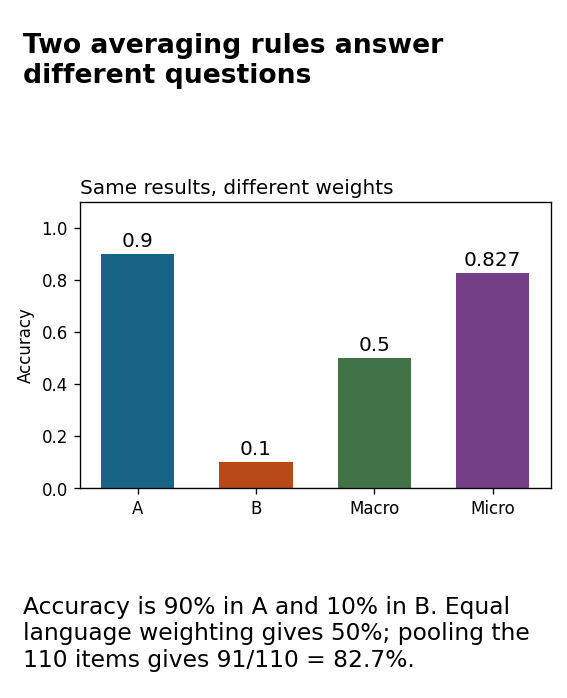 Two averaging rules answer
different questions
Same results, different weights
Accuracy
1.0
0.8
0.6
0.4
0.2
0.0
0.9
0.1
0.5
0.827
A
B
Macro
Micro
Accuracy is 90% in A and 10% in B. Equal
language weighting gives 50%; pooling the
110 items gives 91/110 = 82.7%.